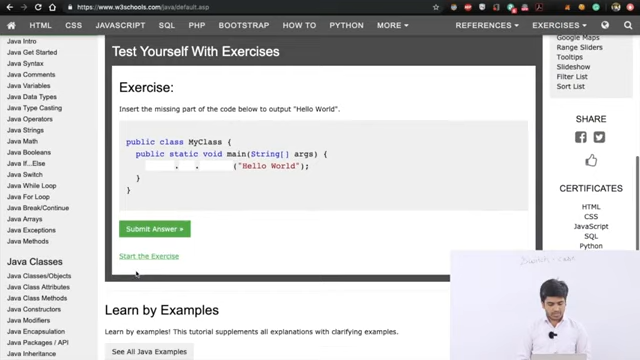 https://www.w3schools.com/java/default.asp
HTML CSS JAVASCRIPT SQL PHP BOOTSTRAP HOW TO PYTHON MORE REFERENCES EXERCISES
Java Intro
Java Get Started
Java Syntax
Java Comments
Java Variables
Java Data Types
Java Type Casting
Java Operators
Java Strings
Java Math
Java Booleans
Java If...Else
Java Switch
Java While Loop
Java For Loop
Java Break/Continue
Java Arrays
Java Exceptions
Java Methods
Java Classes
Java Classes/Objects
Java Class Attributes
Java Class Methods
Java Constructors
Java Modifiers
Java Encapsulation
Java Packages / API
Java Inheritance
Test Yourself With Exercises
Exercise:
Insert the missing part of the code below to output "Hello World".
public class MyClass {
public static void main(String[] args) {
. . ("Hello World");
}
}
Submit Answer »
Start the Exercise
Learn by Examples
Learn by examples! This tutorial supplements all explanations with clarifying examples.
See All Java Examples
Google Maps
Range Sliders
Tooltips
Slideshow
Filter List
Sort List
SHARE
CERTIFICATES
HTML
CSS
JavaScript
SQL
Python